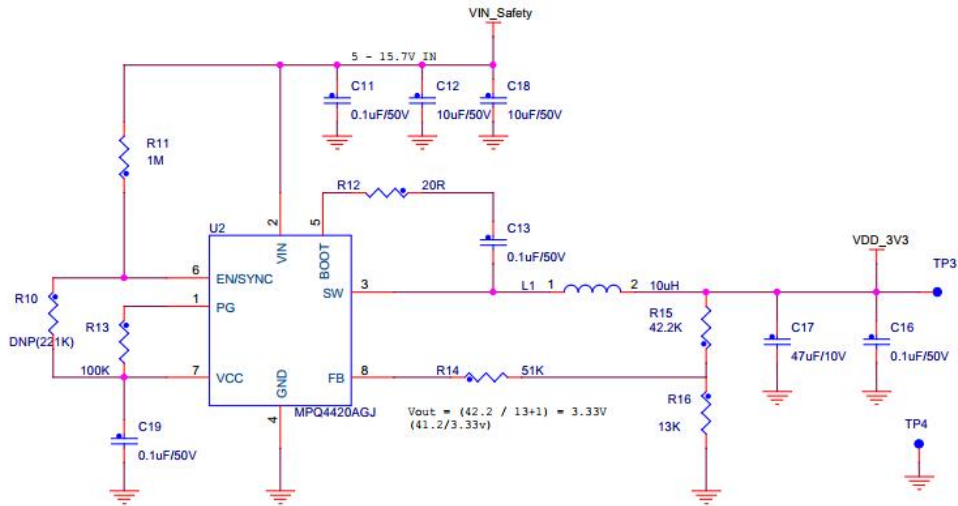 VIN_Safety
5 - 15.7V IN
C11
0.1uF/50V
C12
10uF/50V
C18
10uF/50V
R11
1M
R12
20R
U2
2
VIN
5
BOOT
C13
0.1uF/50V
VDD_3V3
TP3
6
EN/SYNC
SW
3
L1
1
2
10uH
R10
DNP(221K)
1
PG
R13
100K
R15
42.2K
C17
47uF/10V
C16
0.1uF/50V
7
VCC
GND
4
FB
8
R14
51K
MPQ4420AGJ
R16
13K
Vout = (42.2 / 13+1) = 3.33V
(41.2/3.33v)
C19
0.1uF/50V
TP4